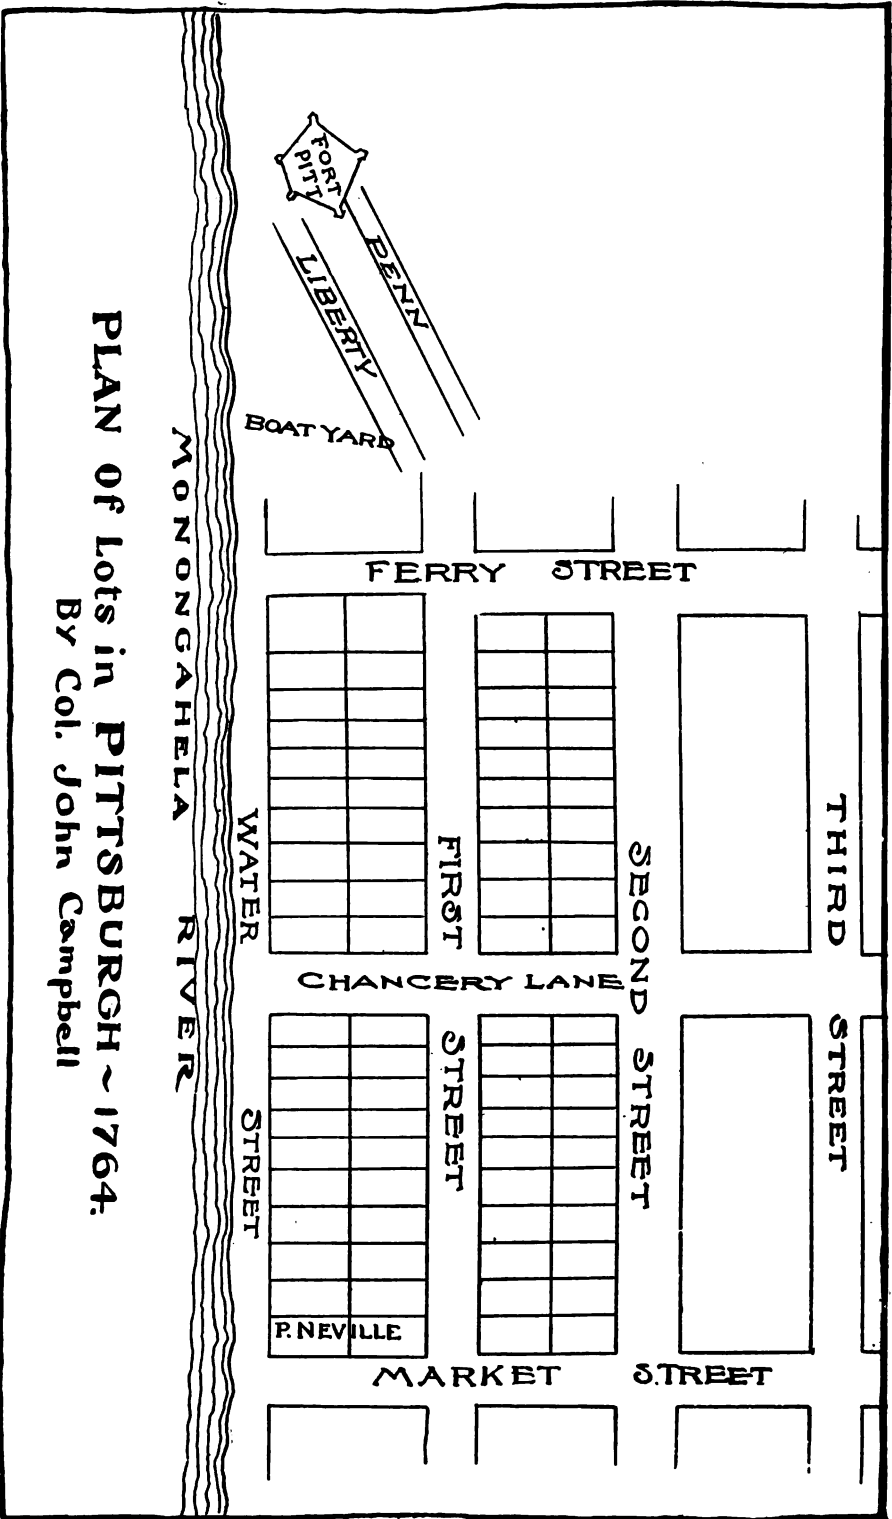 FORT
PITT
PENN
LIBERTY
BOAT YARD
FERRY STREET
WATER STREET
FIRST STREET
SECOND STREET
THIRD STREET
CHANCERY LANE
P. NEVILLE
MARKET STREET
MONONGAHELA RIVER
PLAN OF Lots in PITTSBURGH ~ 1764.
By Col. John Campbell